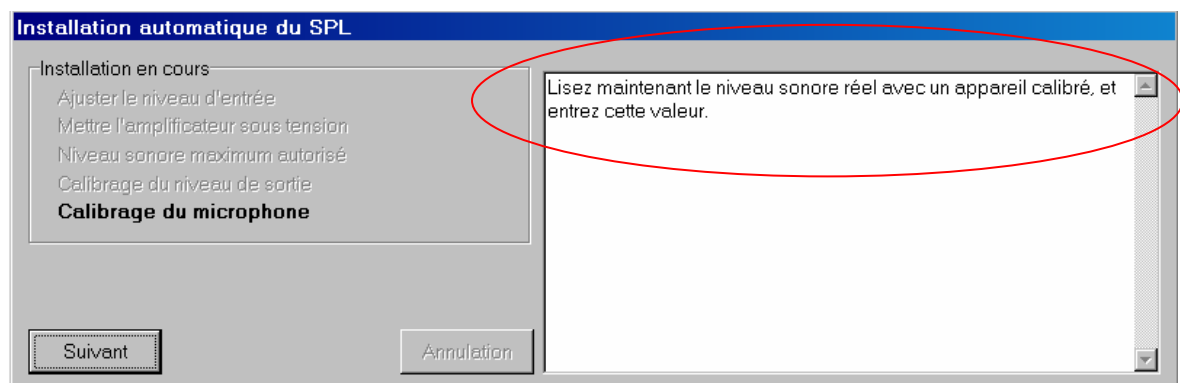 Installation automatique du SPL
Installation en cours
Ajuster le niveau d'entrée
Mettre l'amplificateur sous tension
Niveau sonore maximum autorisé
Calibrage du niveau de sortie
Calibrage du microphone
Lisez maintenant le niveau sonore réel avec un appareil calibré, et
entrez cette valeur.
Suivant
Annulation